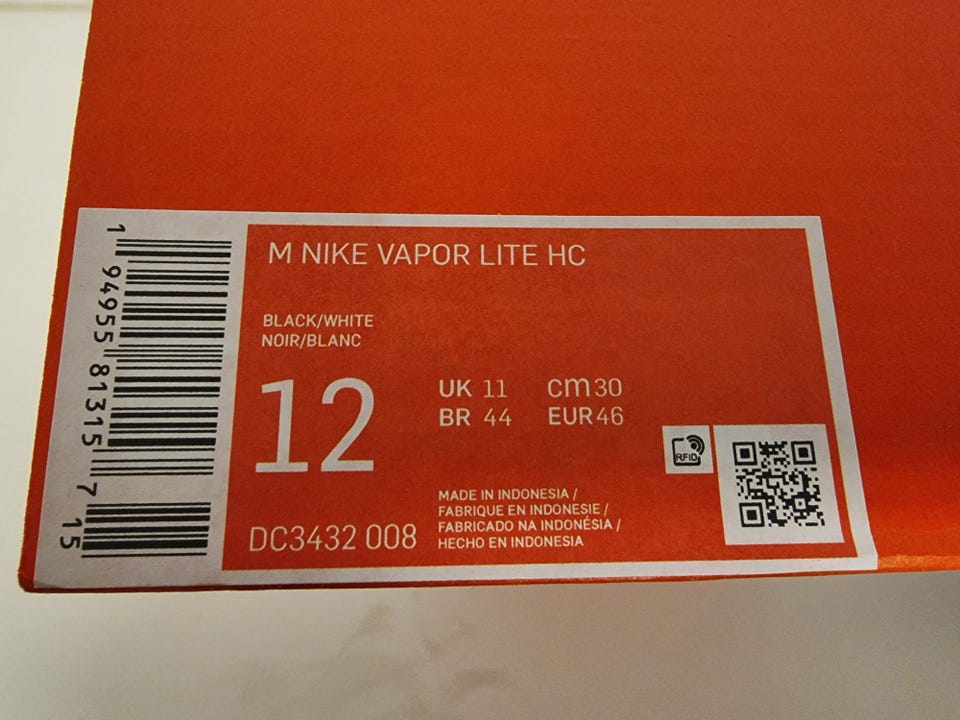 M NIKE VAPOR LITE HC
BLACK/WHITE
NOIR/BLANC
12
UK 11 cm 30
BR 44 EUR 46
RFID
MADE IN INDONESIA /
FABRIQUE EN INDONESIE /
FABRICADO NA INDONÉSIA /
HECHO EN INDONESIA
DC3432 008
1 94955 81315 7 15